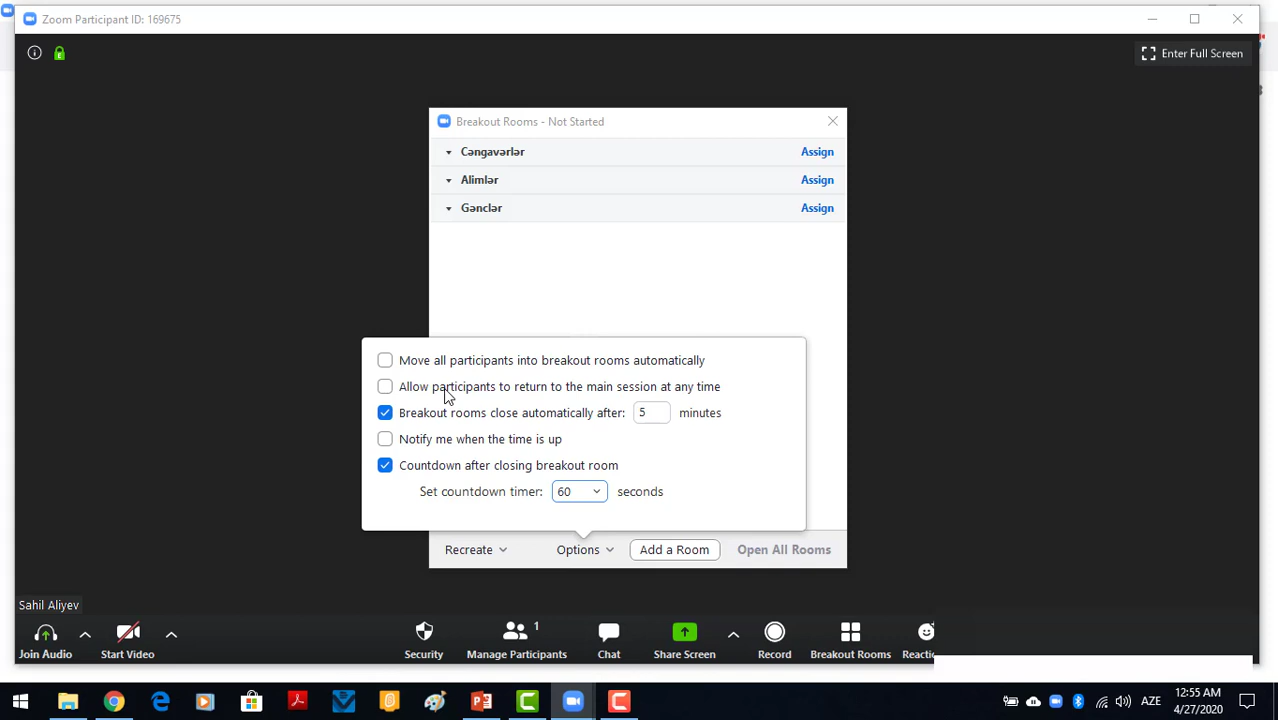 Zoom Participant ID: 169675
Enter Full Screen
Breakout Rooms - Not Started
Cəngavərlər Assign
Alimlər Assign
Gənclər Assign
Move all participants into breakout rooms automatically
Allow participants to return to the main session at any time
Breakout rooms close automatically after: 5 minutes
Notify me when the time is up
Countdown after closing breakout room
Set countdown timer: 60 seconds
Recreate Options Add a Room Open All Rooms
Sahil Aliyev
Join Audio Start Video Security Manage Participants 1 Chat Share Screen Record Breakout Rooms
AZE 12:55 AM
4/27/2020